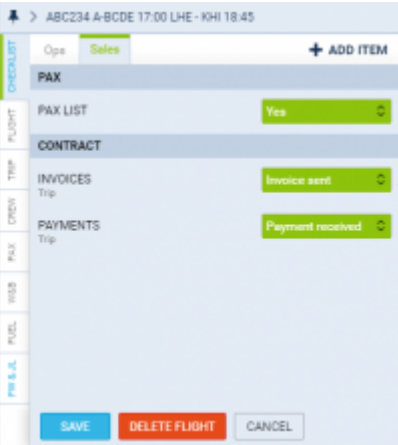 ABC234 A-BCDE 17:00 LHE - KHI 18:45
Ops Sales ADD ITEM
PAX
PAX LIST Yes
CONTRACT
INVOICES Invoice sent
Trip
PAYMENTS Payment received
Trip
SAVE DELETE FLIGHT CANCEL
CHECKLIST
FLIGHT
TRIP
CREW
PAX
W&B
FUEL
FW & JL